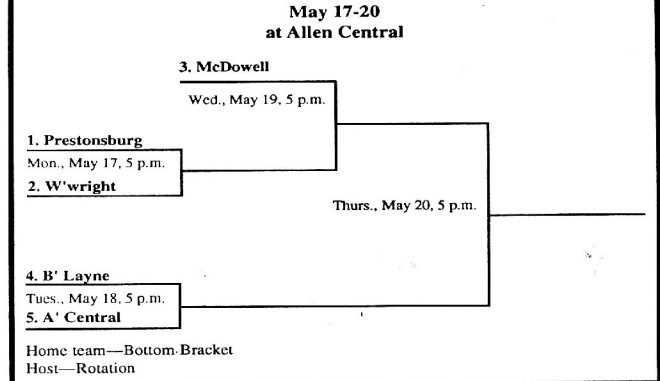 May 17-20
at Allen Central
3. McDowell
Wed., May 19, 5 p.m.
1. Prestonsburg
Mon., May 17, 5 p.m.
2. W'wright
Thurs., May 20, 5 p.m.
4. B' Layne
Tues., May 18, 5 p.m.
5. A' Central
Home team—Bottom Bracket
Host—Rotation